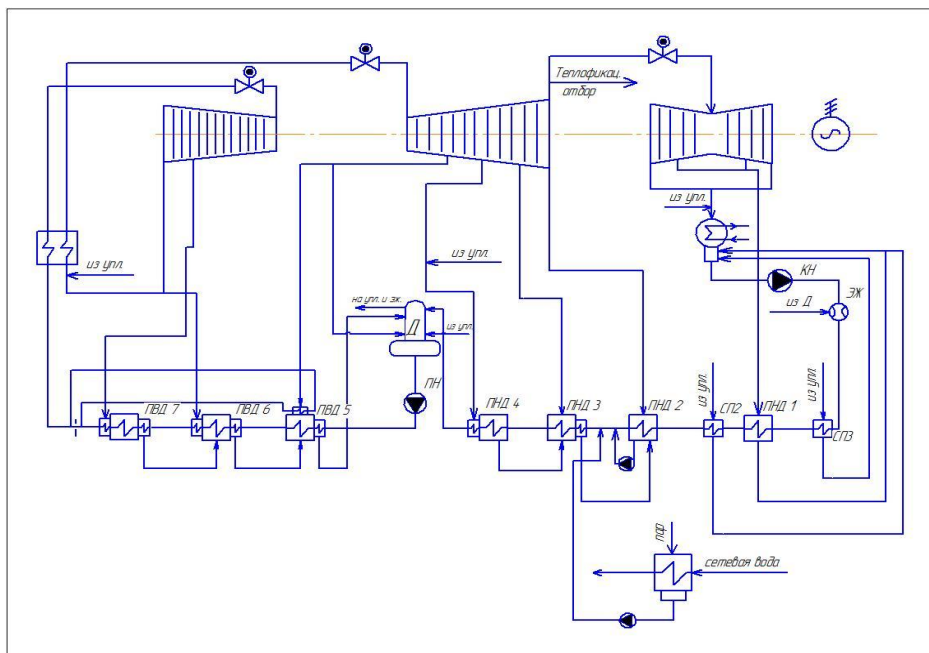 Теплофикац.
отбор
из упл.
из упл.
из упл.
КН
на упл. и эж.
Д
из упл.
из Д
ЭЖ
ПН
ПВД 7
ПВД 6
ПВД 5
ПНД 4
ПНД 3
ПНД 2
из упл.
СП2
ПНД 1
из упл.
СП3
пар
сетевая вода